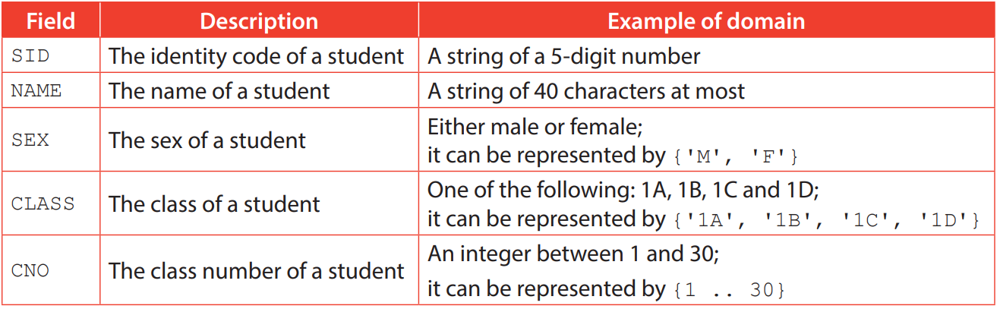 Field Description Example of domain
SID The identity code of a student A string of a 5-digit number
NAME The name of a student A string of 40 characters at most
SEX The sex of a student Either male or female;
it can be represented by {'M', 'F'}
CLASS The class of a student One of the following: 1A, 1B, 1C and 1D;
it can be represented by {'1A', '1B', '1C', '1D'}
CNO The class number of a student An integer between 1 and 30;
it can be represented by {1 .. 30}